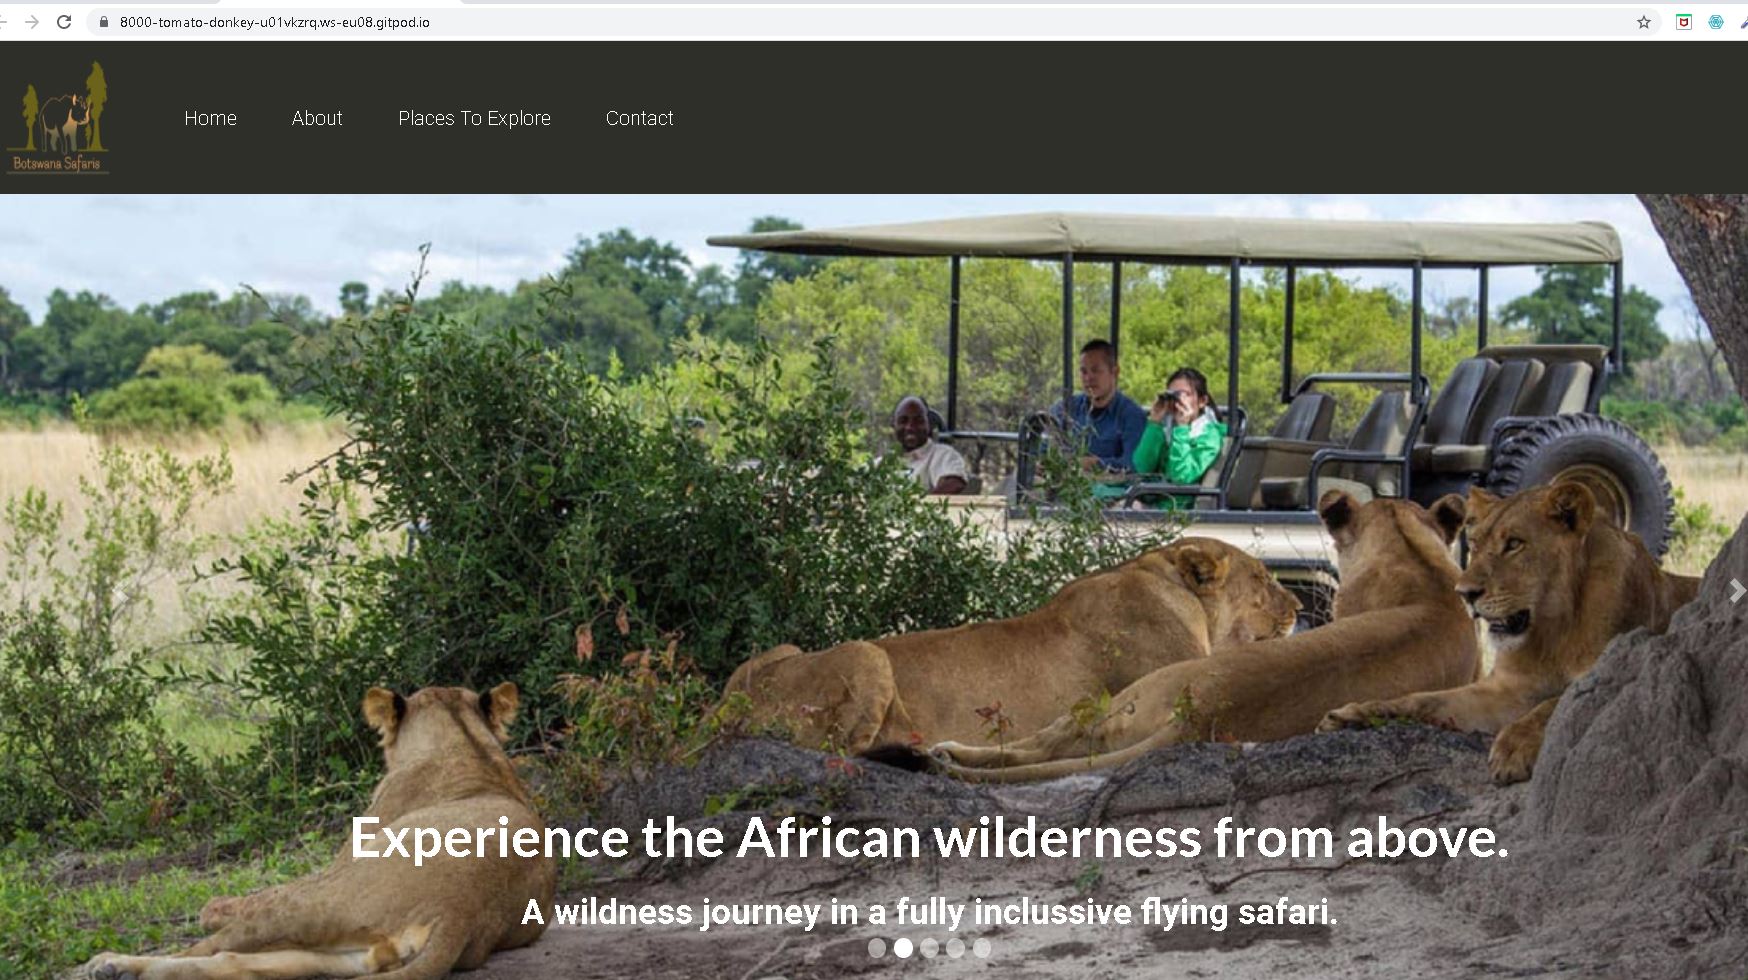 8000-tomato-donkey-u01vkzrq.ws-eu08.gitpod.io
Botswana Safaris
Home About Places To Explore Contact
Experience the African wilderness from above.
A wildness journey in a fully inclussive flying safari.